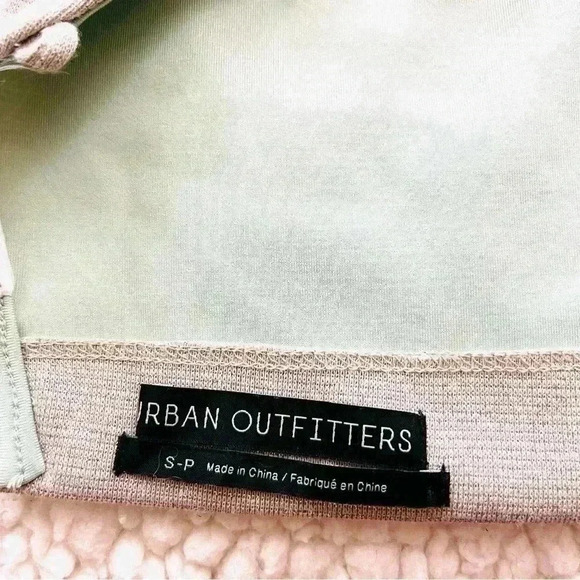 URBAN OUTFITTERS
S-P Made in China / Fabriqué en Chine